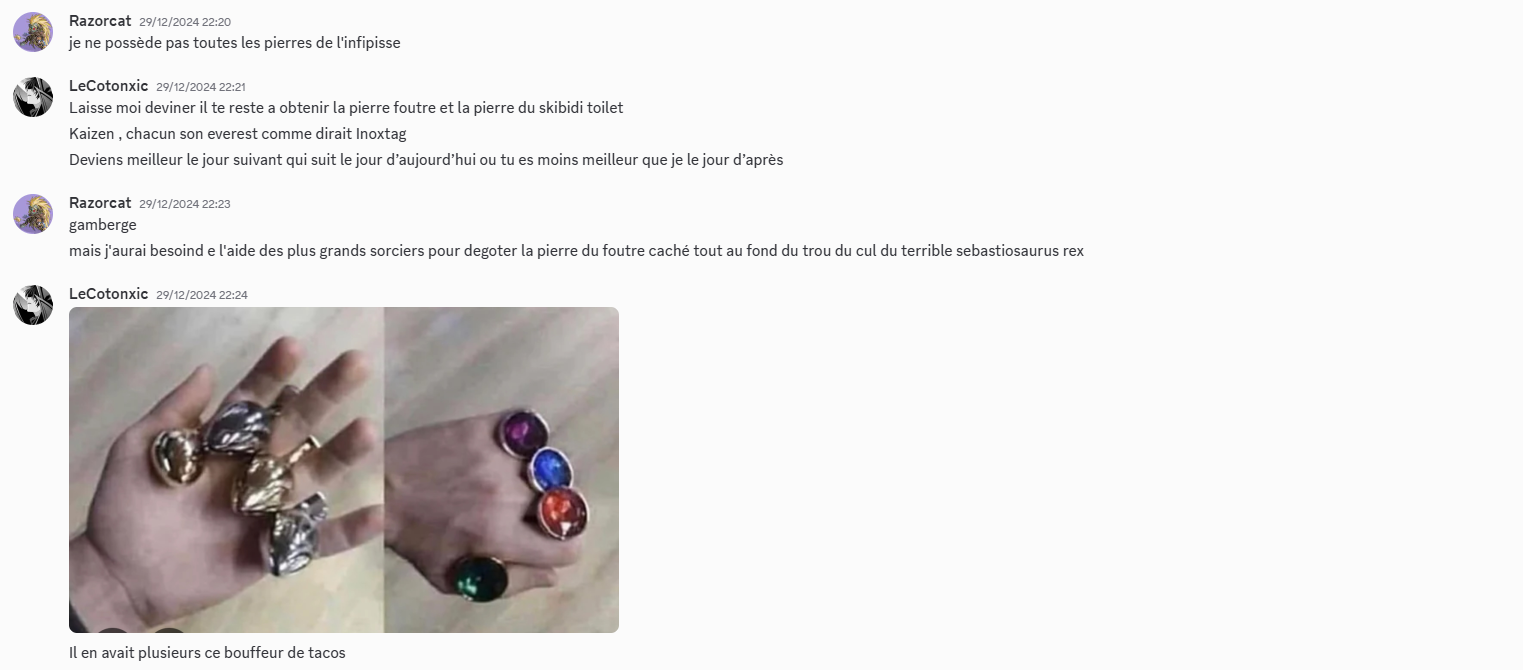 Razorcat 29/12/2024 22:20
je ne possède pas toutes les pierres de l'infipisse
LeCotonxic 29/12/2024 22:21
Laisse moi deviner il te reste a obtenir la pierre foutre et la pierre du skibidi toilet
Kaizen , chacun son everest comme dirait Inoxtag
Deviens meilleur le jour suivant qui suit le jour d’aujourd’hui ou tu es moins meilleur que je le jour d’après
Razorcat 29/12/2024 22:23
gamberge
mais j'aurai besoind e l'aide des plus grands sorciers pour degoter la pierre du foutre caché tout au fond du trou du cul du terrible sebastiosaurus rex
LeCotonxic 29/12/2024 22:24
Il en avait plusieurs ce bouffeur de tacos